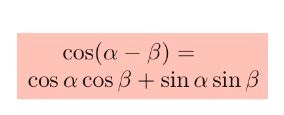 cos(α − β) =
cos α cos β + sin α sin β